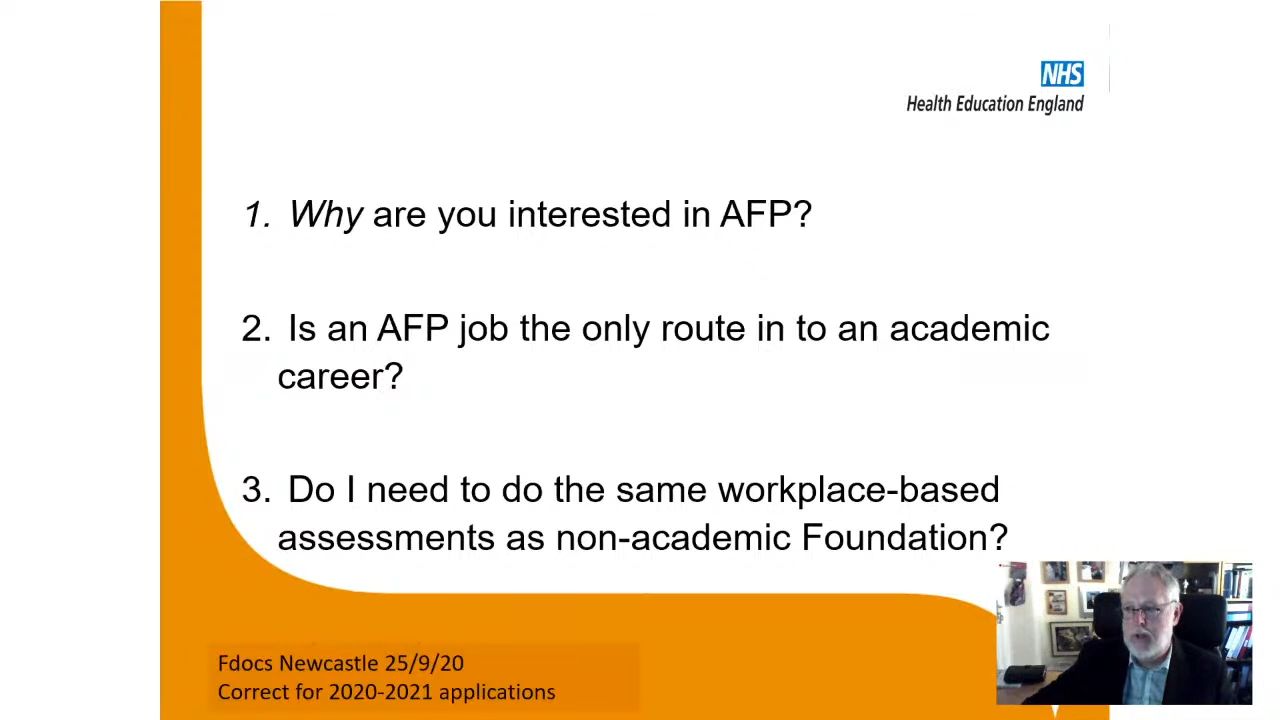 NHS
Health Education England
1. Why are you interested in AFP?
2. Is an AFP job the only route in to an academic
career?
3. Do I need to do the same workplace-based
assessments as non-academic Foundation?
Fdocs Newcastle 25/9/20
Correct for 2020-2021 applications